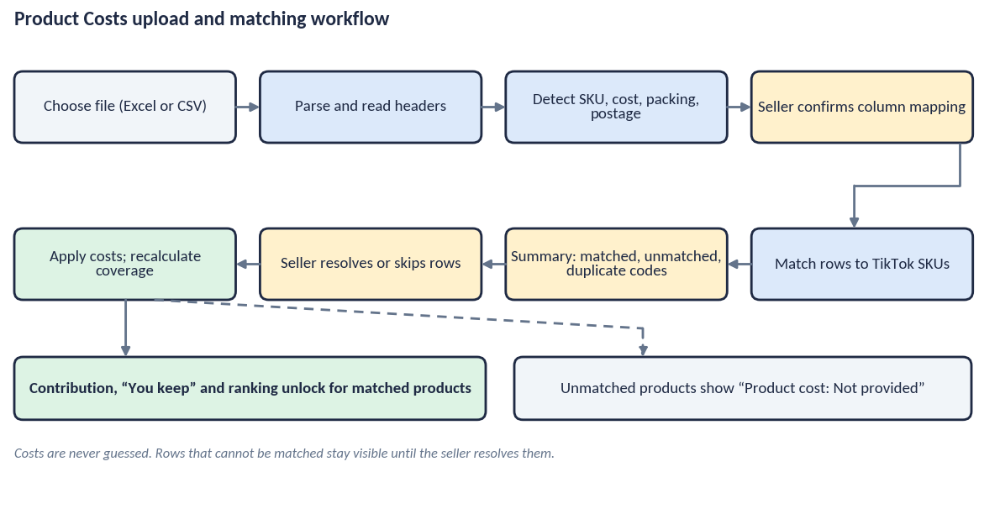 Product Costs upload and matching workflow
Choose file (Excel or CSV)
Parse and read headers
Detect SKU, cost, packing,
postage
Seller confirms column mapping
Apply costs; recalculate
coverage
Seller resolves or skips rows
Summary: matched, unmatched,
duplicate codes
Match rows to TikTok SKUs
Contribution, “You keep” and ranking unlock for matched products
Unmatched products show “Product cost: Not provided”
Costs are never guessed. Rows that cannot be matched stay visible until the seller resolves them.